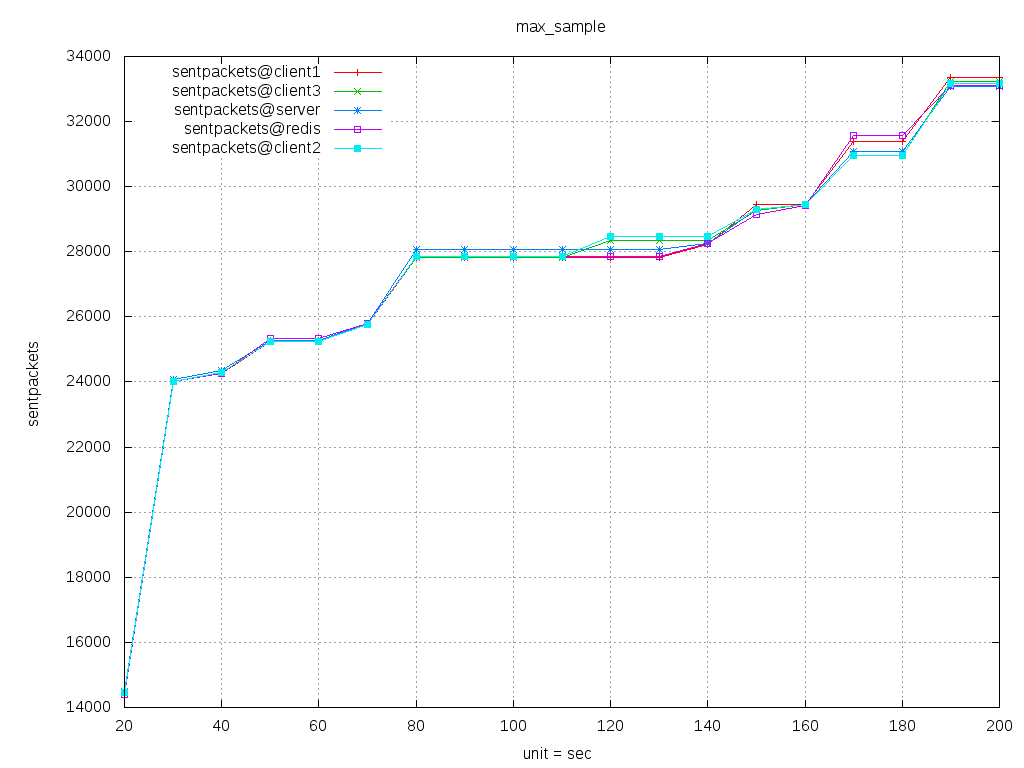 max_sample
34000
32000
30000
28000
26000
24000
22000
20000
18000
16000
14000
sentpackets
sentpackets@client1
sentpackets@client3
sentpackets@server
sentpackets@redis
sentpackets@client2
20 40 60 80 100 120 140 160 180 200
unit = sec